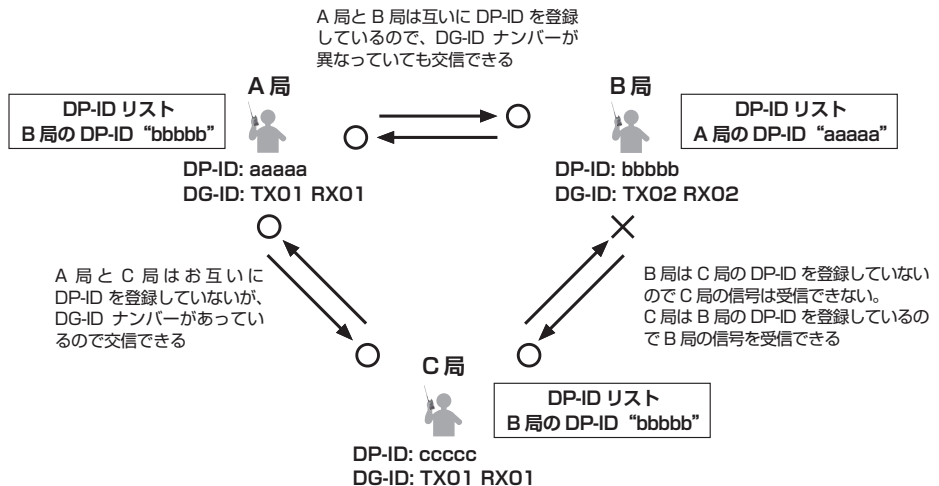 A 局と B 局は互いに DP-ID を登録
しているので、DG-ID ナンバーが
異なっていても交信できる
A 局
B 局
DP-ID リスト
B 局の DP-ID “bbbbb”
DP-ID リスト
A 局の DP-ID “aaaaa”
DP-ID: aaaaa
DG-ID: TX01 RX01
DP-ID: bbbbb
DG-ID: TX02 RX02
A 局と C 局はお互いに
DP-ID を登録していないが、
DG-ID ナンバーがあってい
るので交信できる
B 局は C 局の DP-ID を登録していない
ので C 局の信号は受信できない。
C 局は B 局の DP-ID を登録しているの
で B 局の信号を受信できる
C 局
DP-ID リスト
B 局の DP-ID “bbbbb”
DP-ID: ccccc
DG-ID: TX01 RX01